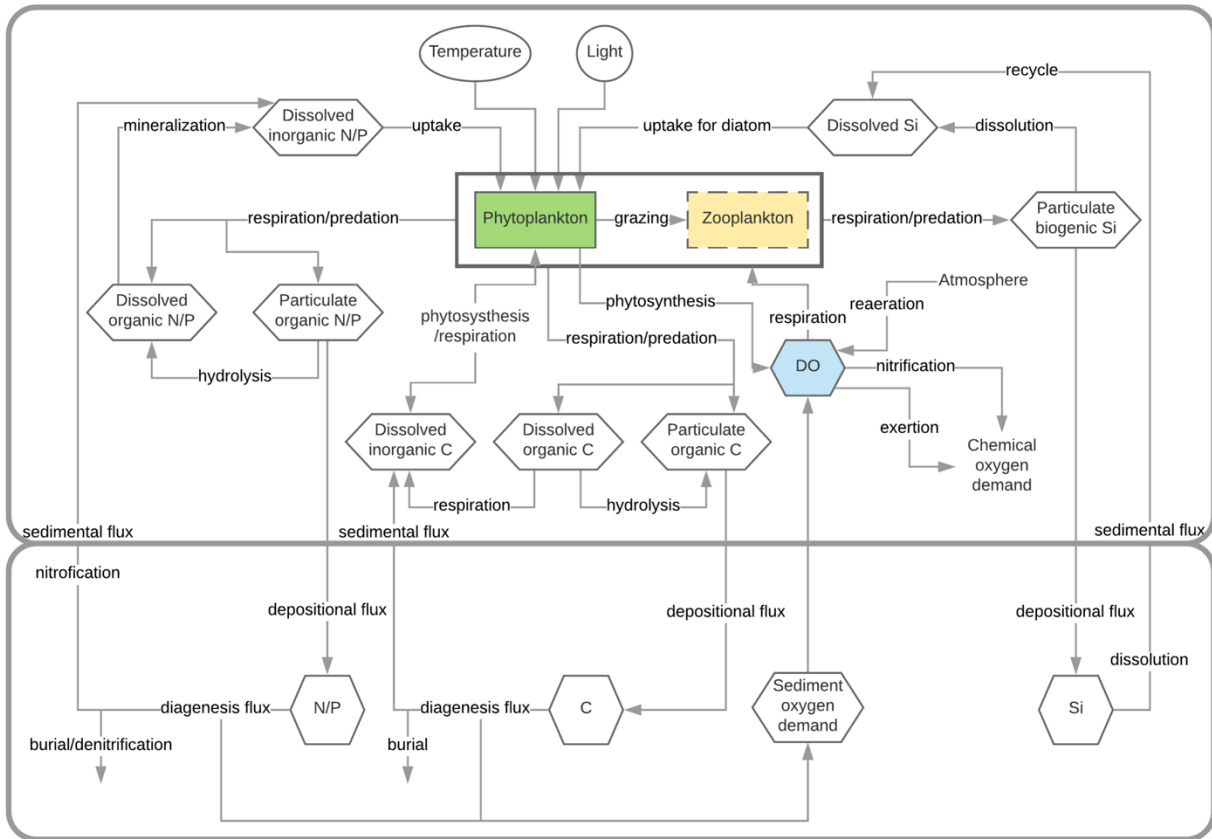 Temperature
Light
recycle
Dissolved
inorganic N/P
mineralization
uptake
uptake for diatom
Dissolved Si
dissolution
Phytoplankton
grazing
Zooplankton
respiration/predation
respiration/predation
Particulate
biogenic Si
Dissolved
organic N/P
Particulate
organic N/P
phytosysthesis
/respiration
phytosynthesis
respiration
reaeration
Atmosphere
respiration/predation
DO
nitrification
hydrolysis
exertion
Dissolved
inorganic C
Dissolved
organic C
Particulate
organic C
Chemical
oxygen
demand
respiration
hydrolysis
sedimental flux
sedimental flux
sedimental flux
nitrofication
depositional flux
depositional flux
depositional flux
dissolution
diagenesis flux
N/P
diagenesis flux
C
Sediment
oxygen
demand
Si
burial/denitrification
burial